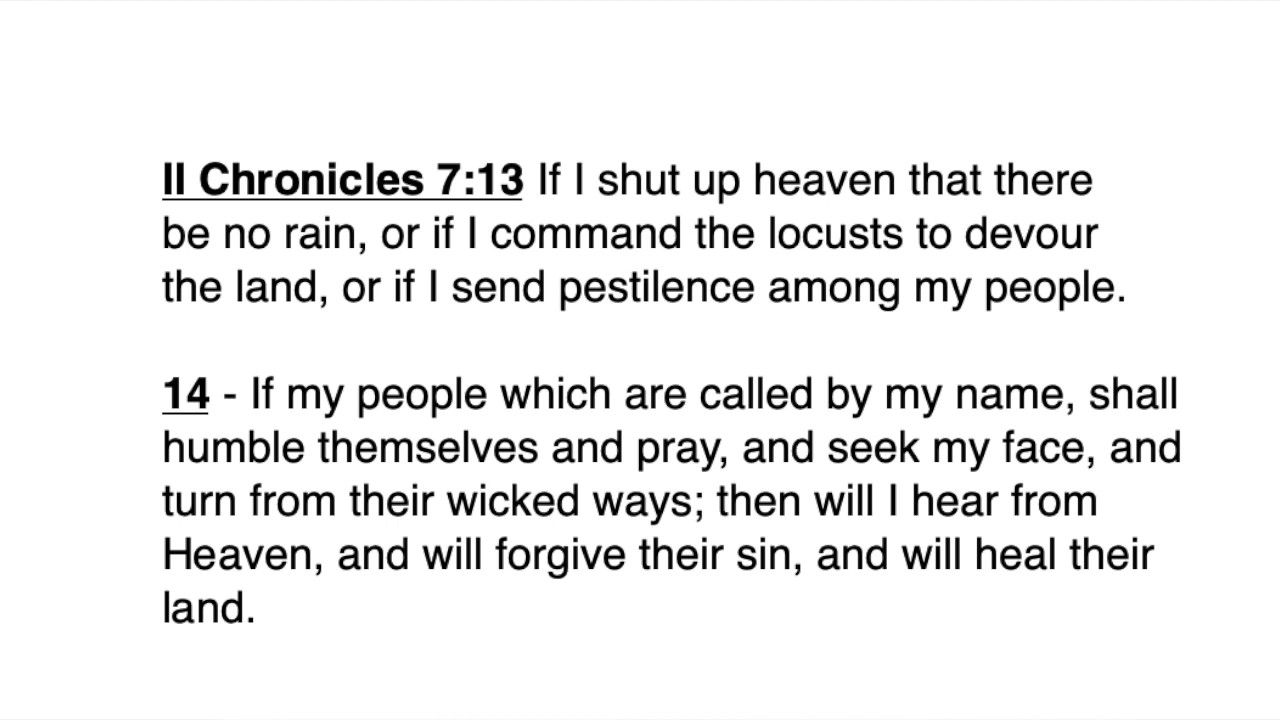 II Chronicles 7:13 If I shut up heaven that there
be no rain, or if I command the locusts to devour
the land, or if I send pestilence among my people.
14 - If my people which are called by my name, shall
humble themselves and pray, and seek my face, and
turn from their wicked ways; then will I hear from
Heaven, and will forgive their sin, and will heal their
land.